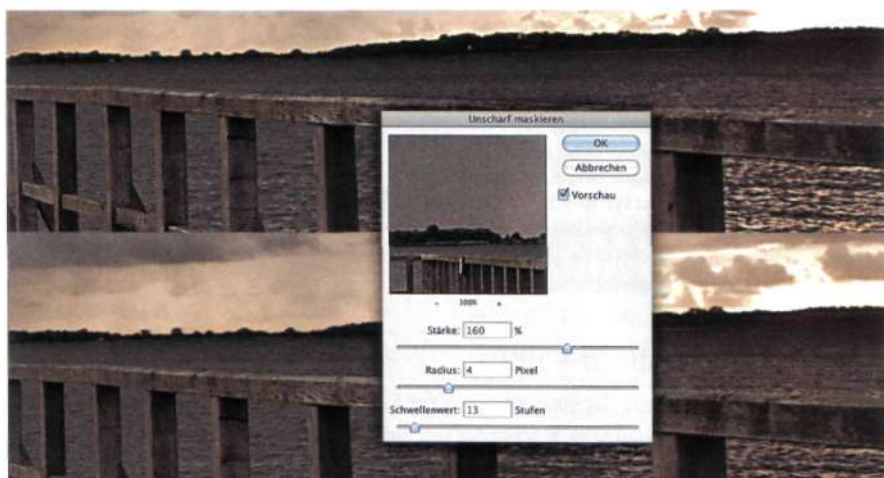 Unscharf maskieren
OK
Abbrechen
Vorschau
- 100% +
Stärke: 160 %
Radius: 4 Pixel
Schwellenwert: 13 Stufen